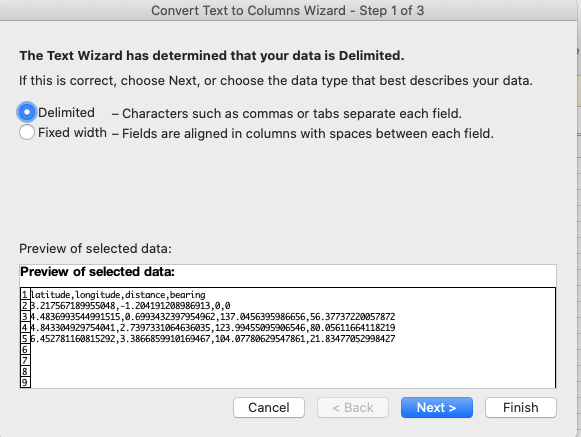 Convert Text to Columns Wizard - Step 1 of 3
The Text Wizard has determined that your data is Delimited.
If this is correct, choose Next, or choose the data type that best describes your data.
Delimited – Characters such as commas or tabs separate each field.
Fixed width – Fields are aligned in columns with spaces between each field.
Preview of selected data:
Preview of selected data:
1 latitude,longitude,distance,bearing
2 3.217567189955048,-1.204191208986913,0,0
3 4.4836993544991515,0.6993432397954962,137.0456395986656,56.37737220057872
4 4.843304929754041,2.7397331064636035,123.99455095906546,80.05611664118219
5 6.452781160815292,3.3866859910169467,104.07780629547861,21.83477052998427
6
7
8
9
Cancel < Back Next > Finish